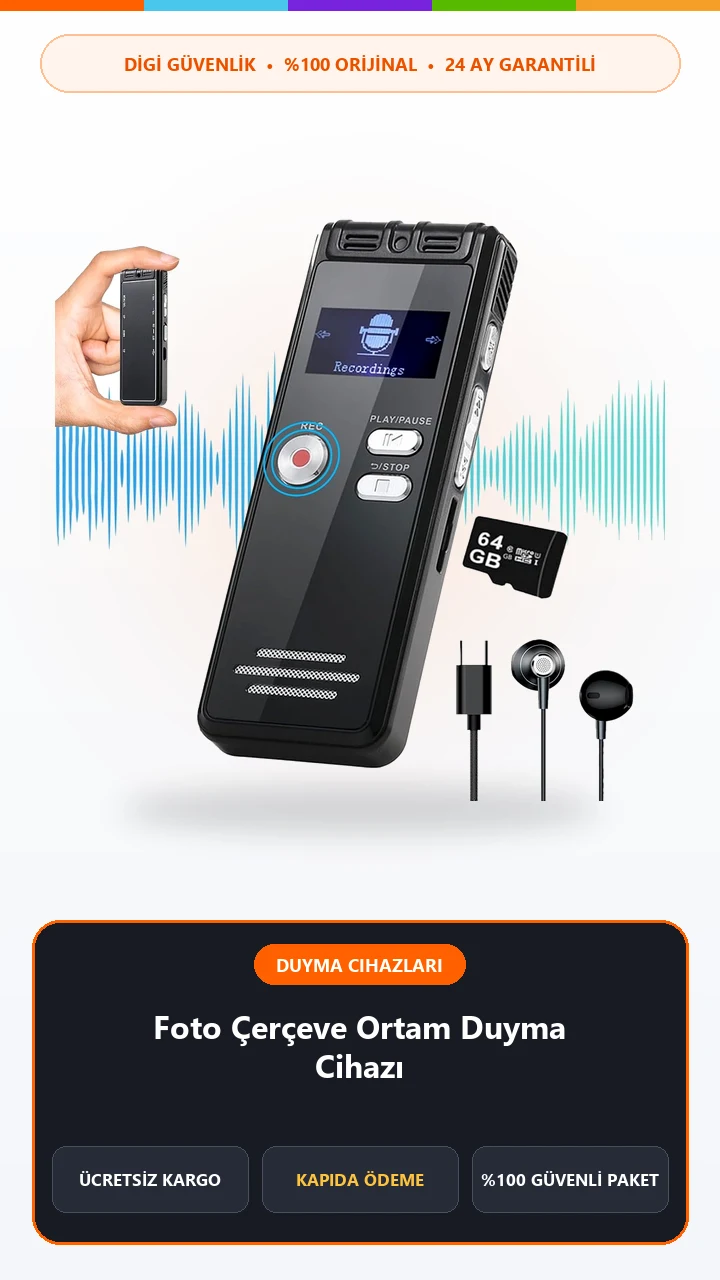 DİGİ GÜVENLİK • %100 ORİJİNAL • 24 AY GARANTİLİ
Recordings
REC
PLAY/PAUSE
⮌/STOP
64
GB
DUYMA CIHAZLARI
Foto Çerçeve Ortam Duyma
Cihazı
ÜCRETSİZ KARGO
KAPIDA ÖDEME
%100 GÜVENLİ PAKET